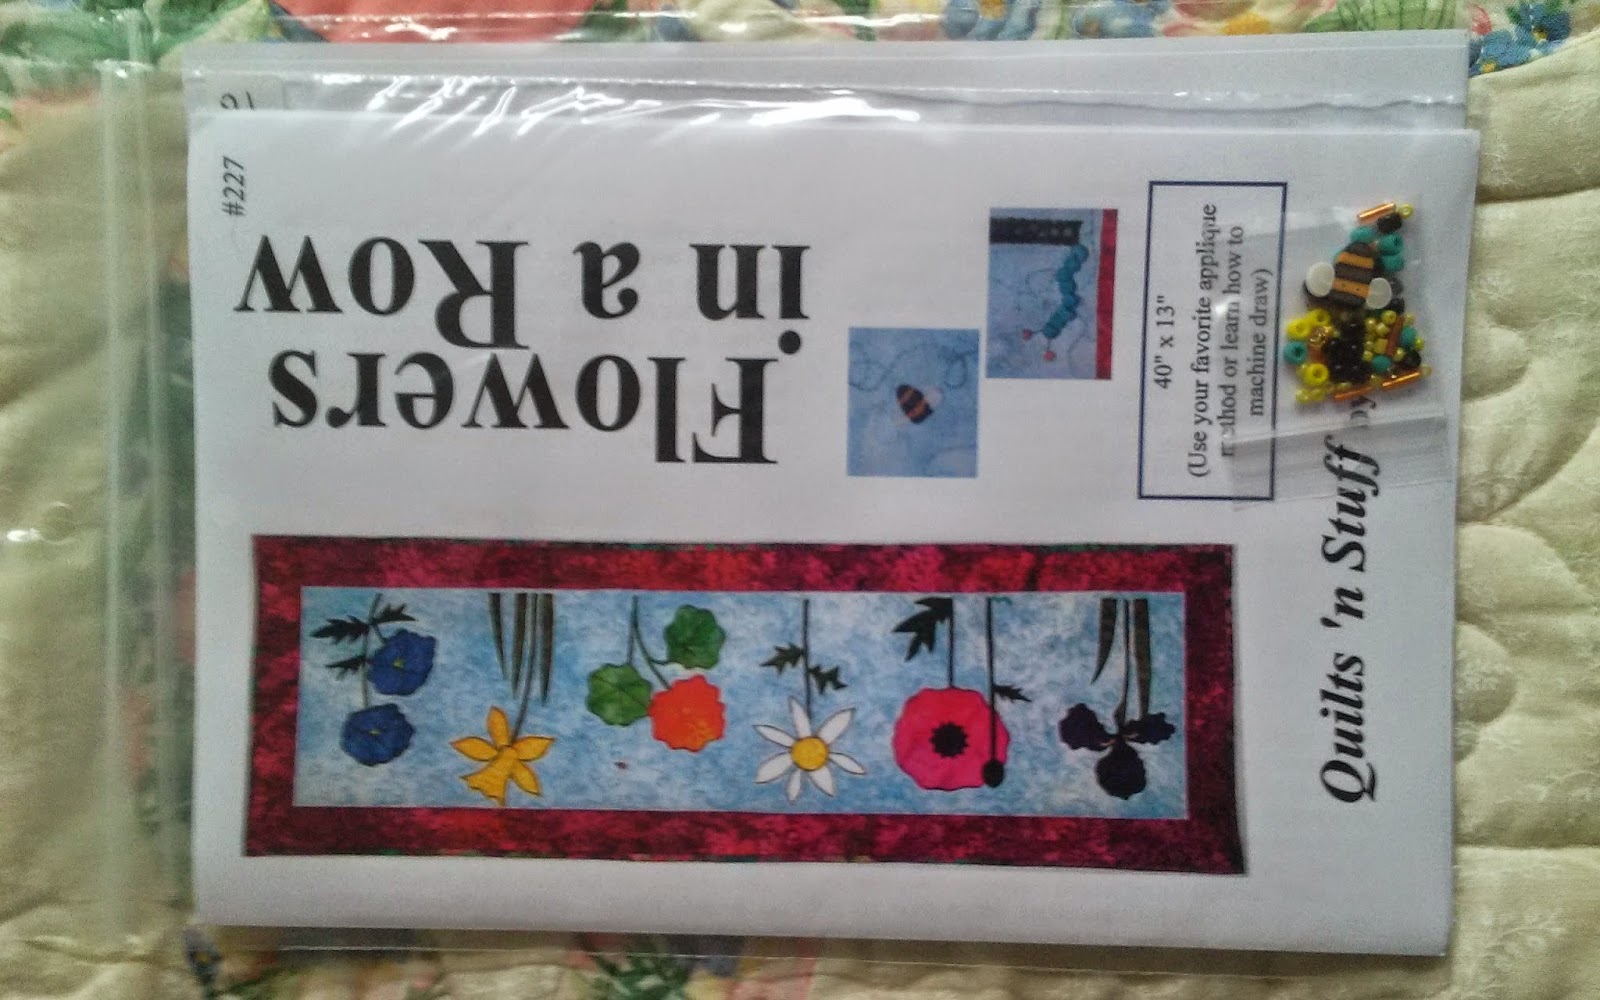 #227
Flowers
in a Row
40" x 13"
(Use your favorite applique
method or learn how to
machine draw)
Quilts 'n Stuff by